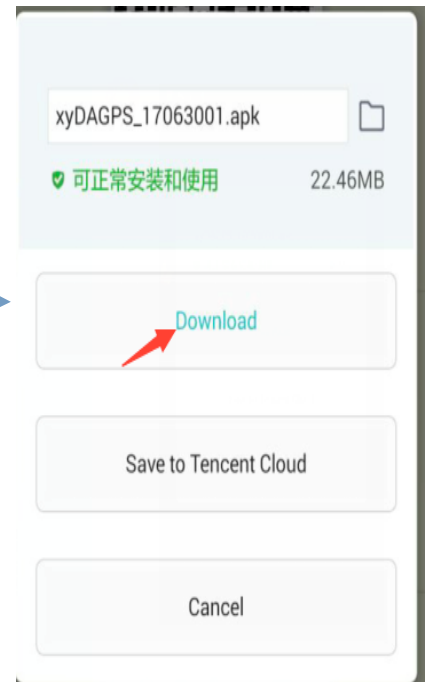 xyDAGPS_17063001.apk
可正常安装和使用 22.46MB
Download
Save to Tencent Cloud
Cancel